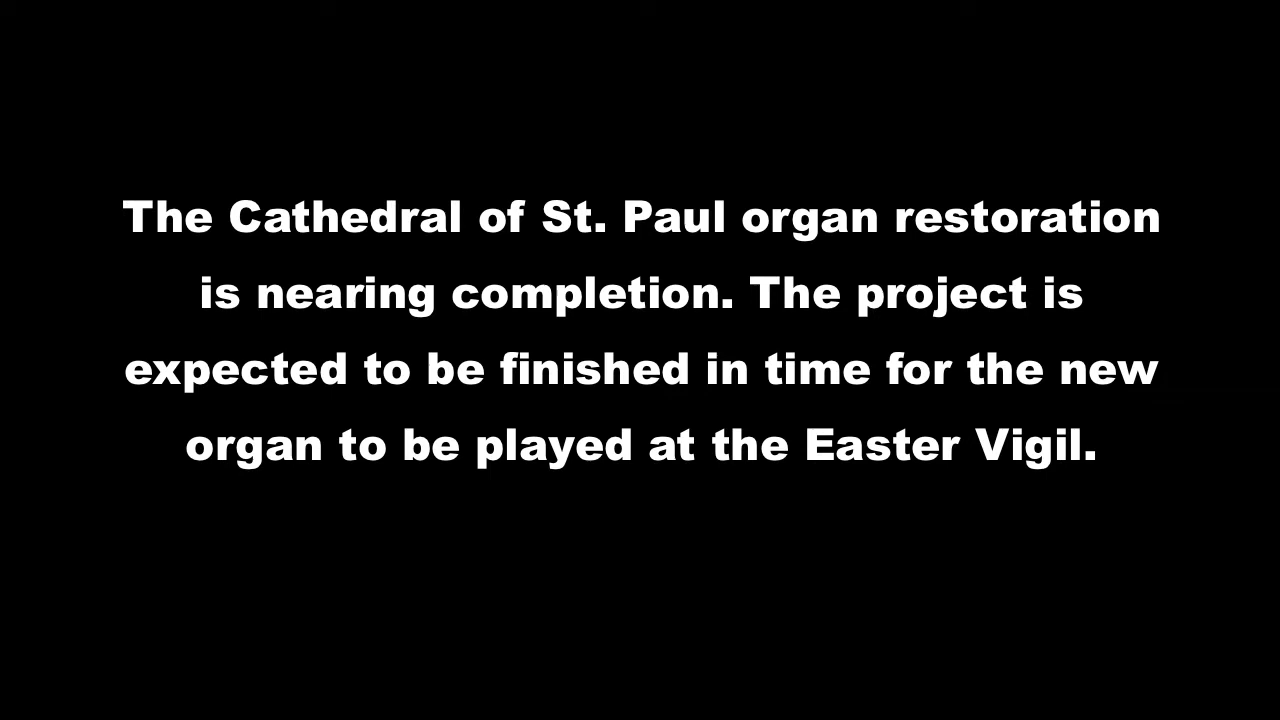 The Cathedral of St. Paul organ restoration
is nearing completion. The project is
expected to be finished in time for the new
organ to be played at the Easter Vigil.